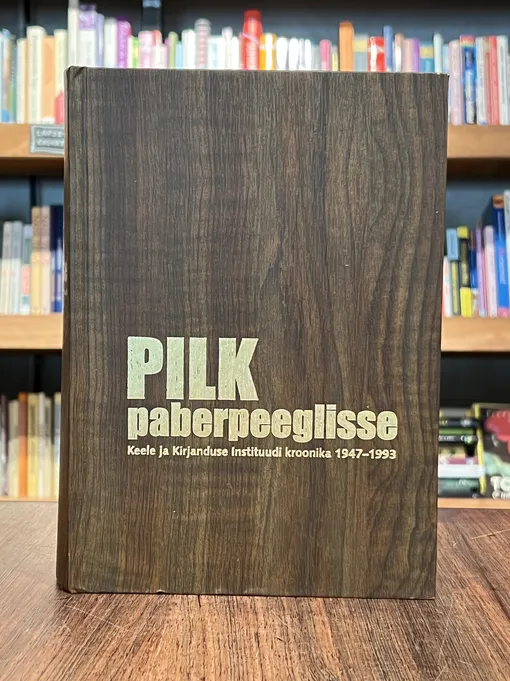 PILK
paberpeeglisse
Keele ja Kirjanduse Instituudi kroonika 1947–1993